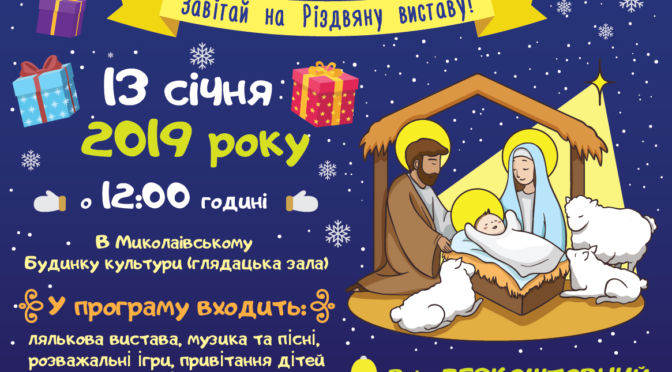 Завітай на Різдвяну виставу!
13 січня
2019 року
о 12:00 годині
В Миколаївському
Будинку культури (глядацька зала)
У програму входить:
лялькова вистава, музика та пісні,
розважальні ігри, привітання дітей